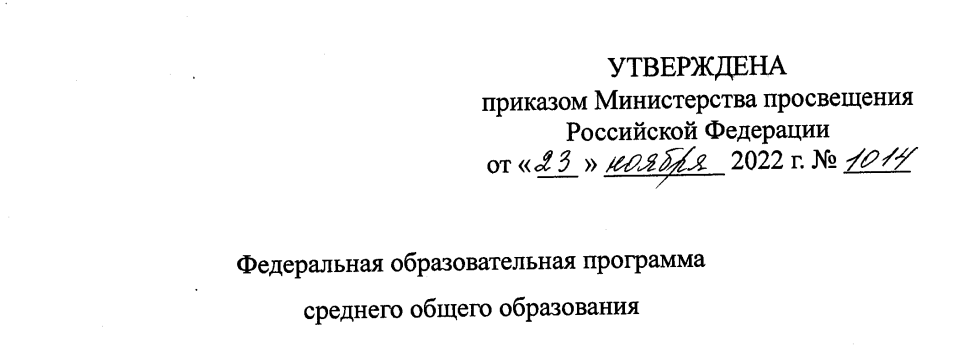 УТВЕРЖДЕНА
приказом Министерства просвещения
Российской Федерации
от « 23 » ноября 2022 г. № 1014
Федеральная образовательная программа
среднего общего образования